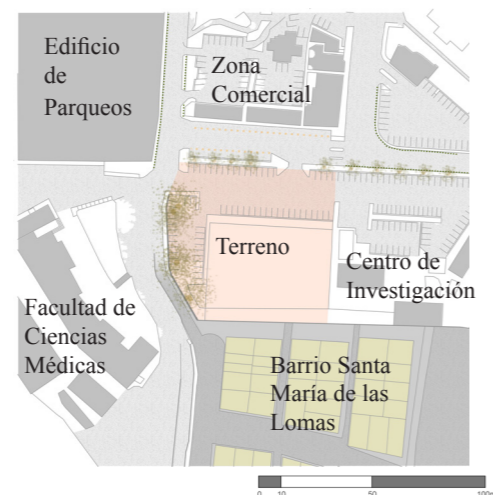 Edificio
de
Parqueos
Zona
Comercial
Terreno
Centro de
Investigación
Facultad de
Ciencias
Médicas
Barrio Santa
María de las
Lomas
0 10 50 100m